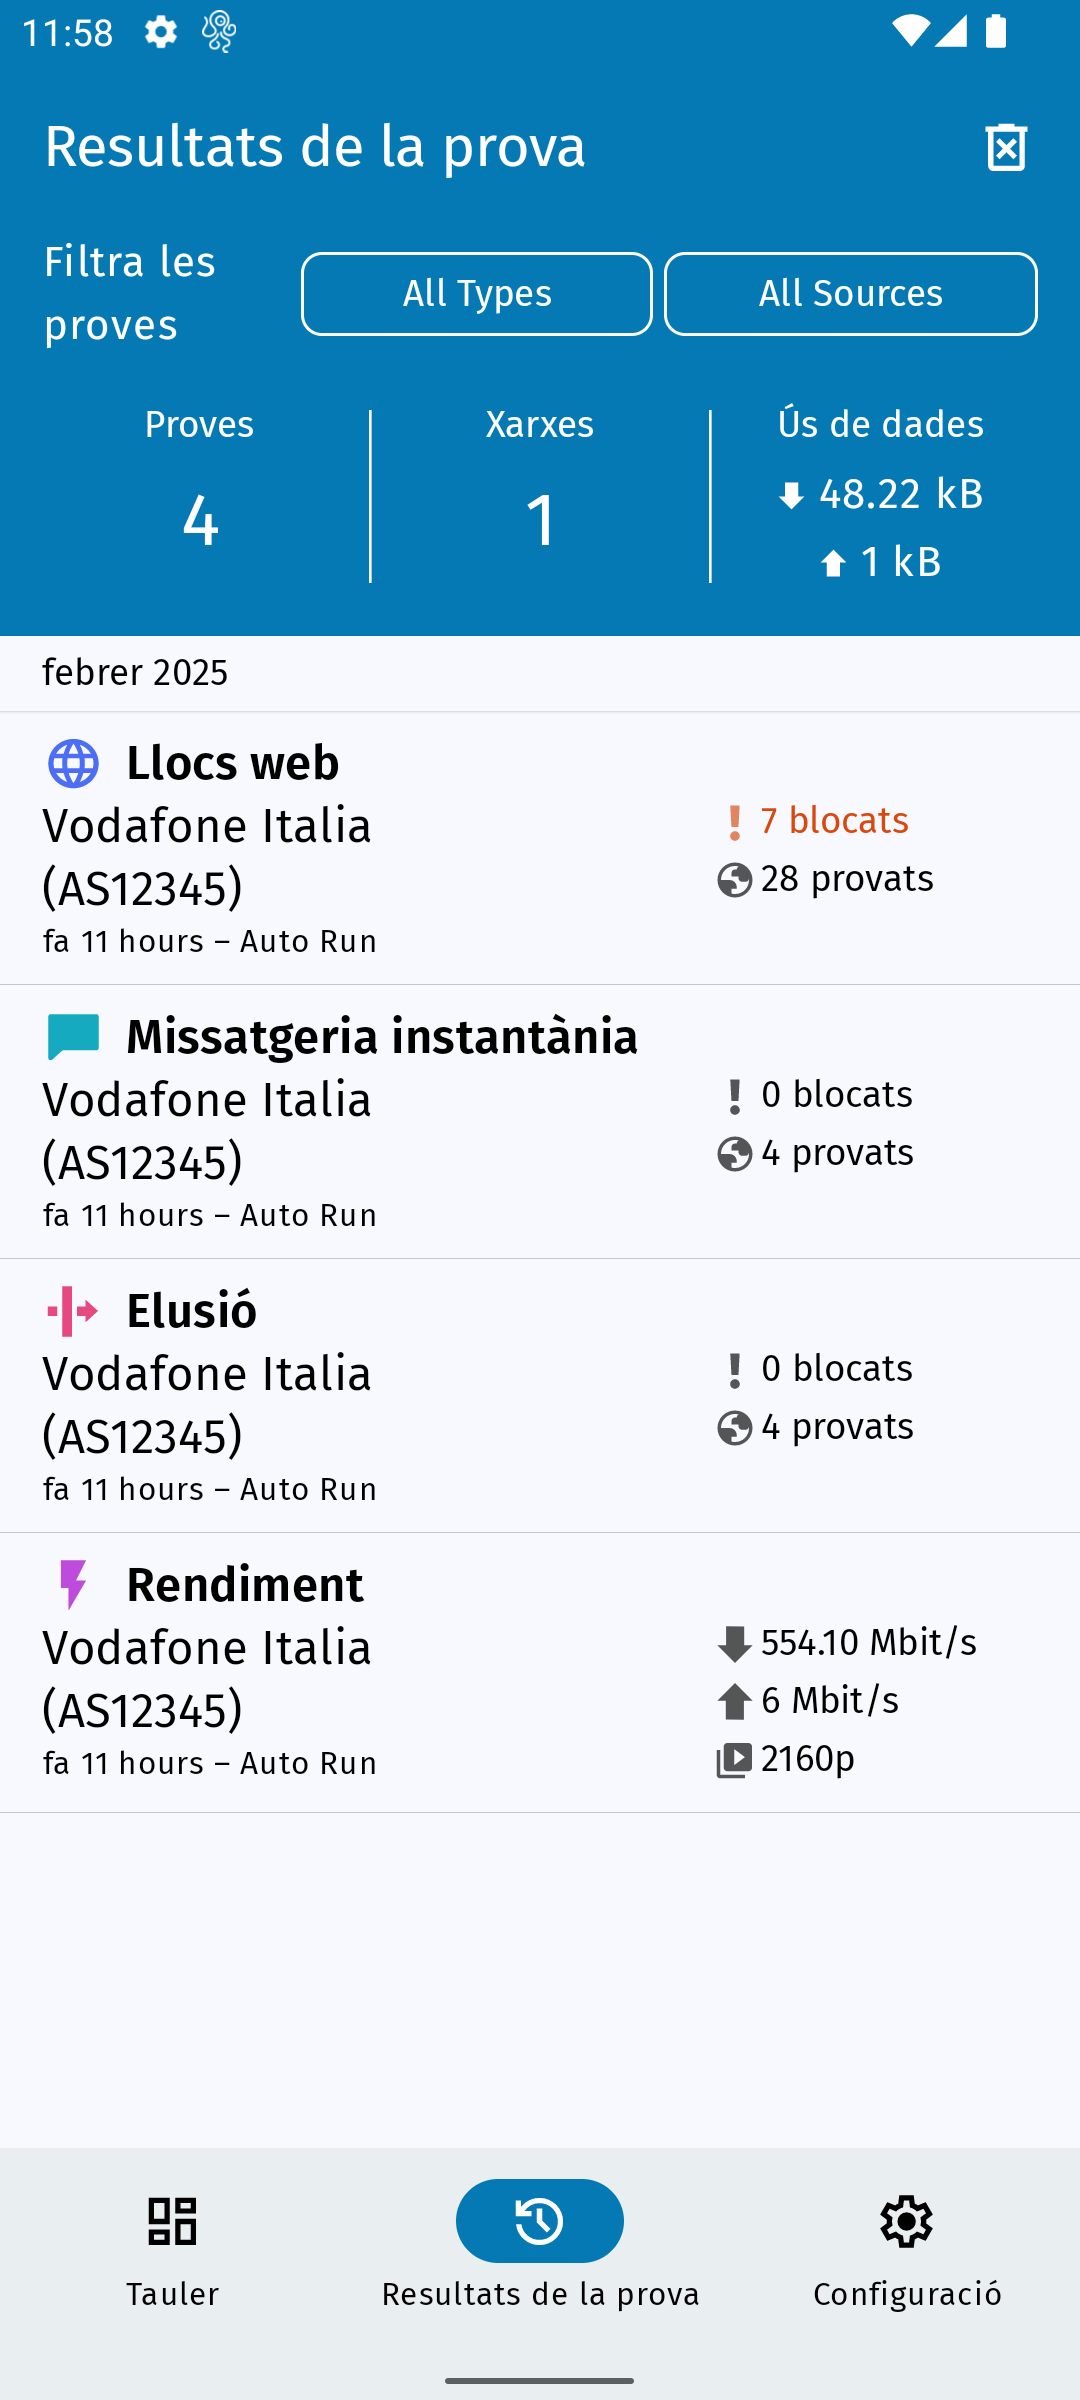 11:58
Resultats de la prova
Filtra les
proves
All Types
All Sources
Proves
Xarxes
Ús de dades
4
1
48.22 kB
1 kB
febrer 2025
Llocs web
Vodafone Italia
(AS12345)
fa 11 hours – Auto Run
7 blocats
28 provats
Missatgeria instantània
Vodafone Italia
(AS12345)
fa 11 hours – Auto Run
0 blocats
4 provats
Elusió
Vodafone Italia
(AS12345)
fa 11 hours – Auto Run
0 blocats
4 provats
Rendiment
Vodafone Italia
(AS12345)
fa 11 hours – Auto Run
554.10 Mbit/s
6 Mbit/s
2160p
Tauler
Resultats de la prova
Configuració